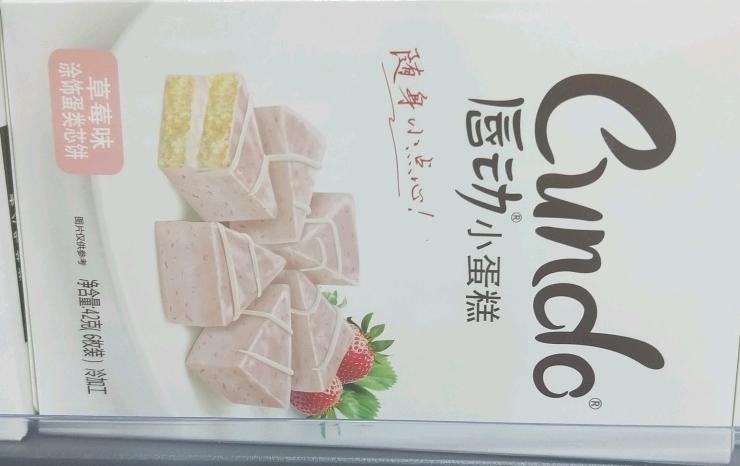 Cundo®
唇动®小蛋糕
随身小点心!
草莓味
涂饰蛋类芯饼
图片仅供参考
净含量:42克(6枚装) 冷加工